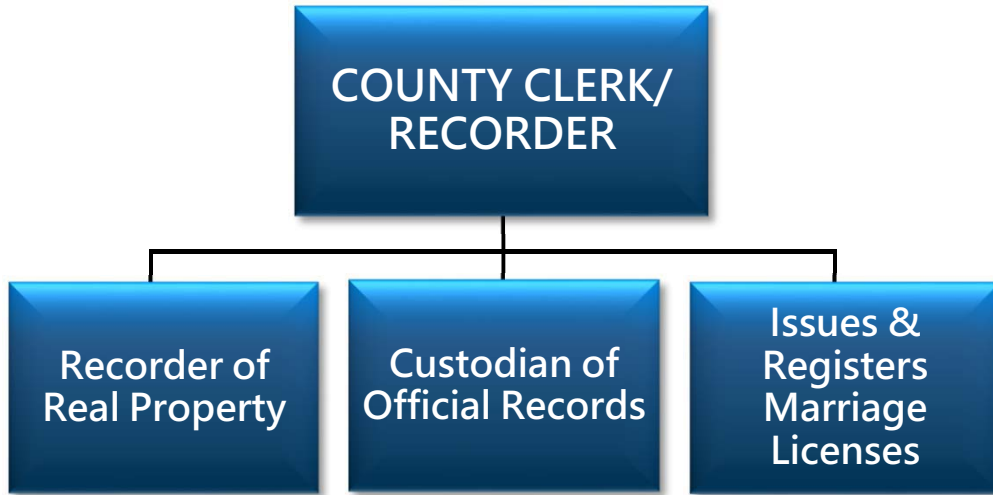 COUNTY CLERK/
RECORDER
Recorder of
Real Property
Custodian of
Official Records
Issues &
Registers
Marriage
Licenses